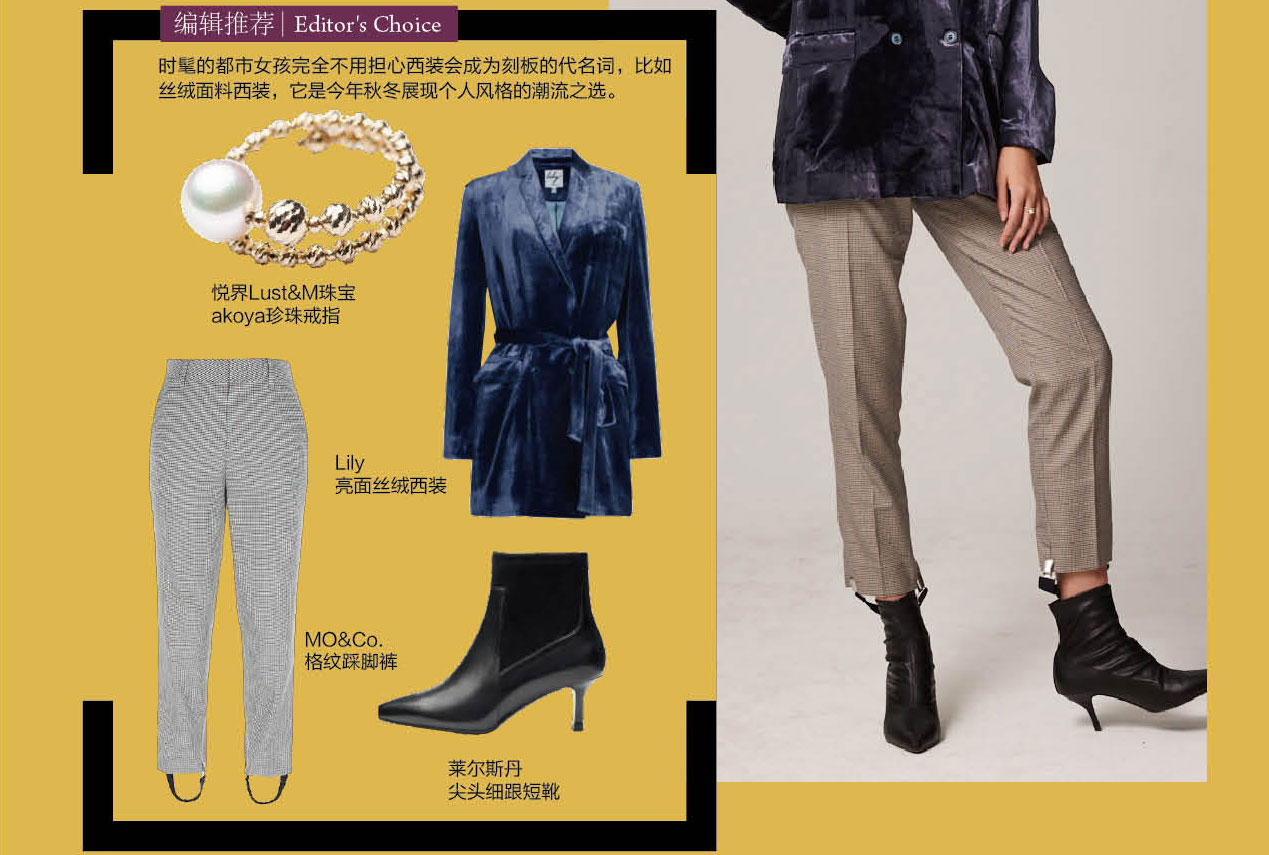 编辑推荐 | Editor's Choice
时髦的都市女孩完全不用担心西装会成为刻板的代名词，比如
丝绒面料西装，它是今年秋冬展现个人风格的潮流之选。
lily
悦界Lust&M珠宝
akoya珍珠戒指
Lily
亮面丝绒西装
MO&Co.
格纹踩脚裤
莱尔斯丹
尖头细跟短靴